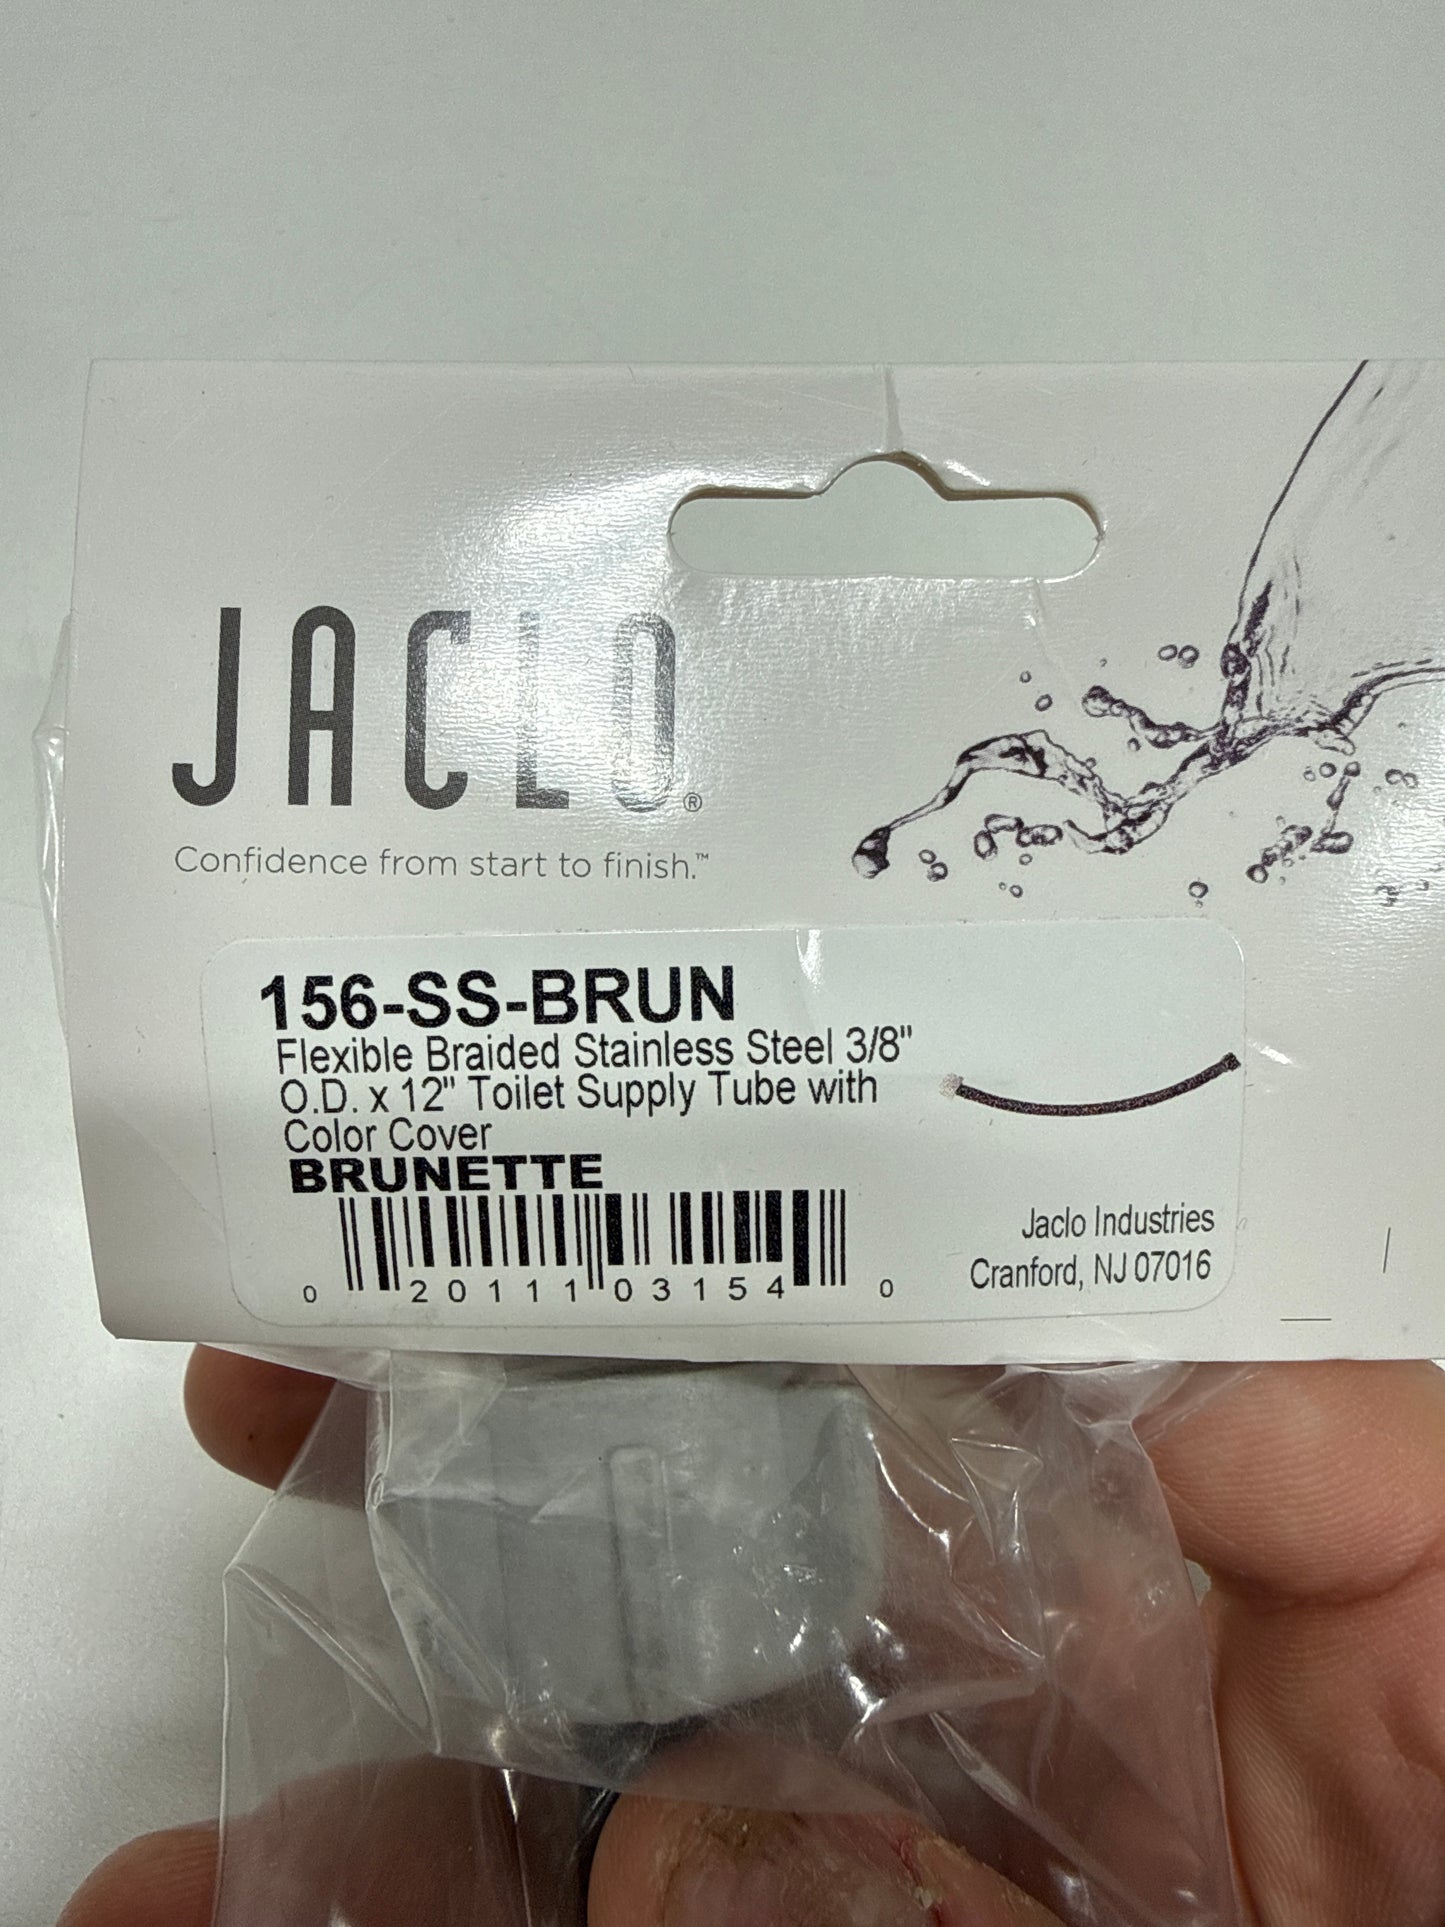 JACLO®
Confidence from start to finish.™
156-SS-BRUN
Flexible Braided Stainless Steel 3/8"
O.D. x 12" Toilet Supply Tube with
Color Cover
BRUNETTE
0 20111 03154 0
Jaclo Industries
Cranford, NJ 07016